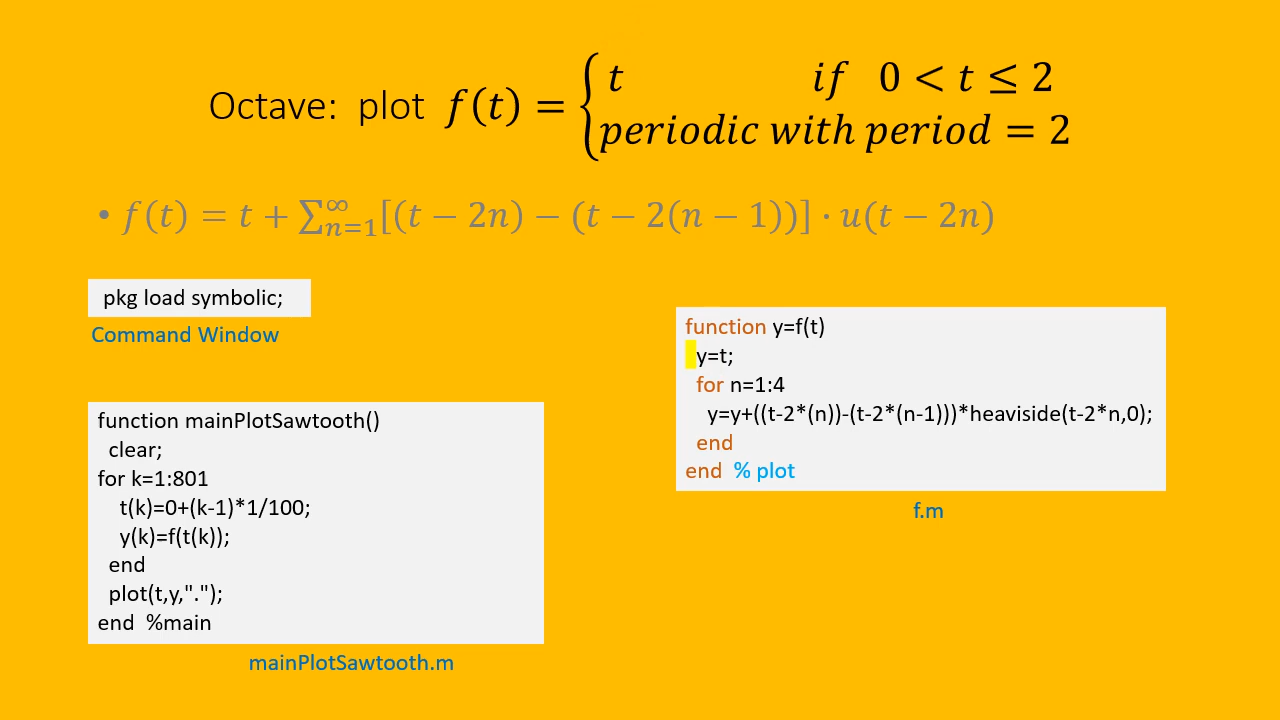 Octave: plot f(t) = { t if 0 < t ≤ 2
periodic with period = 2
• f(t) = t + ∑_{n=1}^{∞}[(t − 2n) − (t − 2(n − 1))] · u(t − 2n)
pkg load symbolic;
Command Window
function mainPlotSawtooth()
clear;
for k=1:801
t(k)=0+(k-1)*1/100;
y(k)=f(t(k));
end
plot(t,y,".");
end %main
mainPlotSawtooth.m
function y=f(t)
y=t;
for n=1:4
y=y+((t-2*(n))-(t-2*(n-1)))*heaviside(t-2*n,0);
end
end % plot
f.m